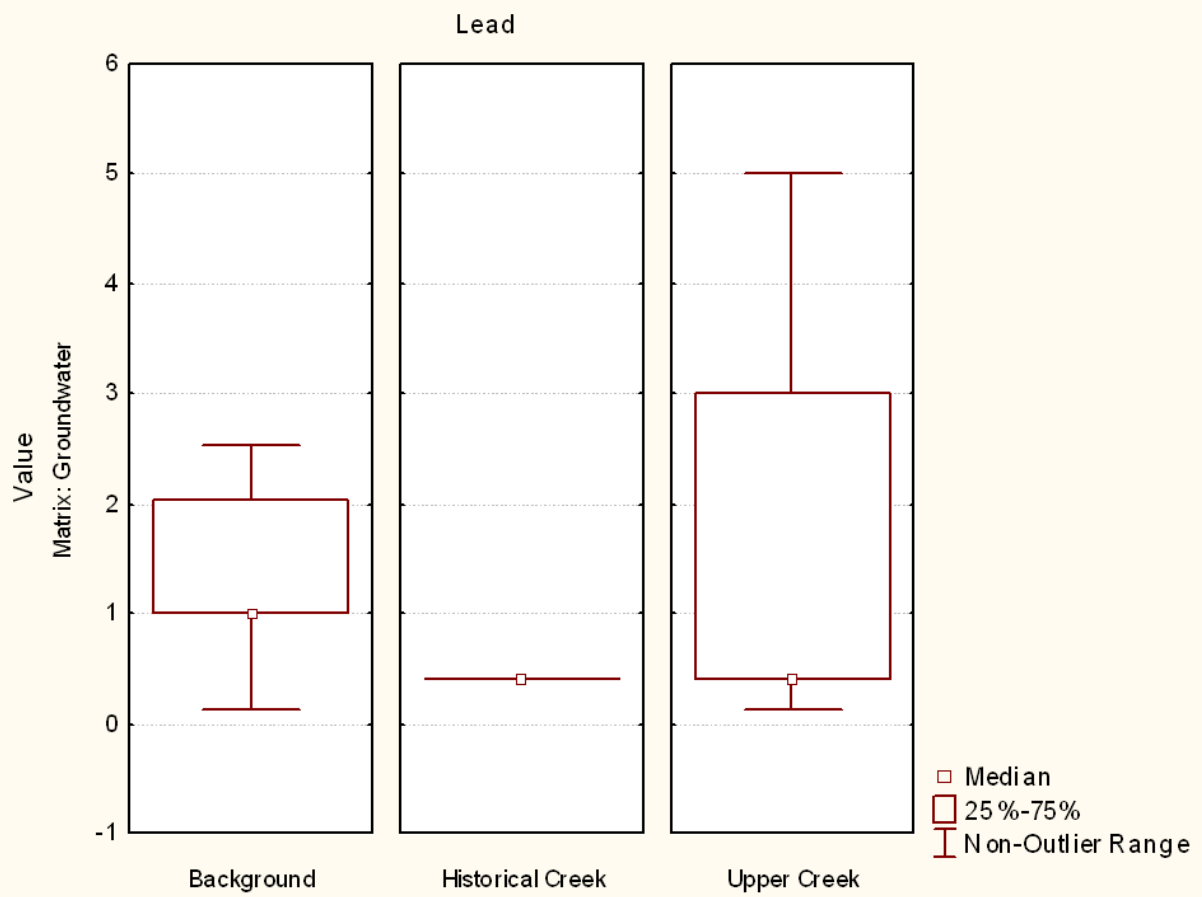 Lead
Value
Matrix: Groundwater
6
5
4
3
2
1
0
-1
Background
Historical Creek
Upper Creek
Median
25%-75%
Non-Outlier Range